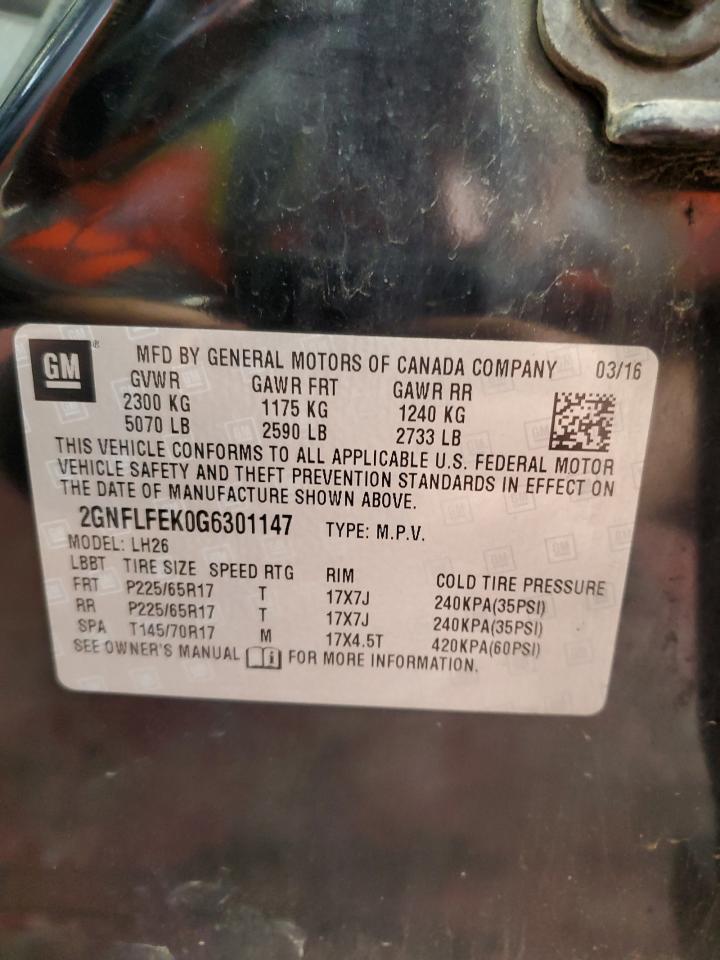 GM ®
MFD BY GENERAL MOTORS OF CANADA COMPANY 03/16
GVWR GAWR FRT GAWR RR
2300 KG 1175 KG 1240 KG
5070 LB 2590 LB 2733 LB
THIS VEHICLE CONFORMS TO ALL APPLICABLE U.S. FEDERAL MOTOR
VEHICLE SAFETY AND THEFT PREVENTION STANDARDS IN EFFECT ON
THE DATE OF MANUFACTURE SHOWN ABOVE.
2GNFLFEK0G6301147 TYPE: M.P.V.
MODEL: LH26
LBBT TIRE SIZE SPEED RTG RIM COLD TIRE PRESSURE
FRT P225/65R17 T 17X7J 240KPA(35PSI)
RR P225/65R17 T 17X7J 240KPA(35PSI)
SPA T145/70R17 M 17X4.5T 420KPA(60PSI)
SEE OWNER'S MANUAL FOR MORE INFORMATION.